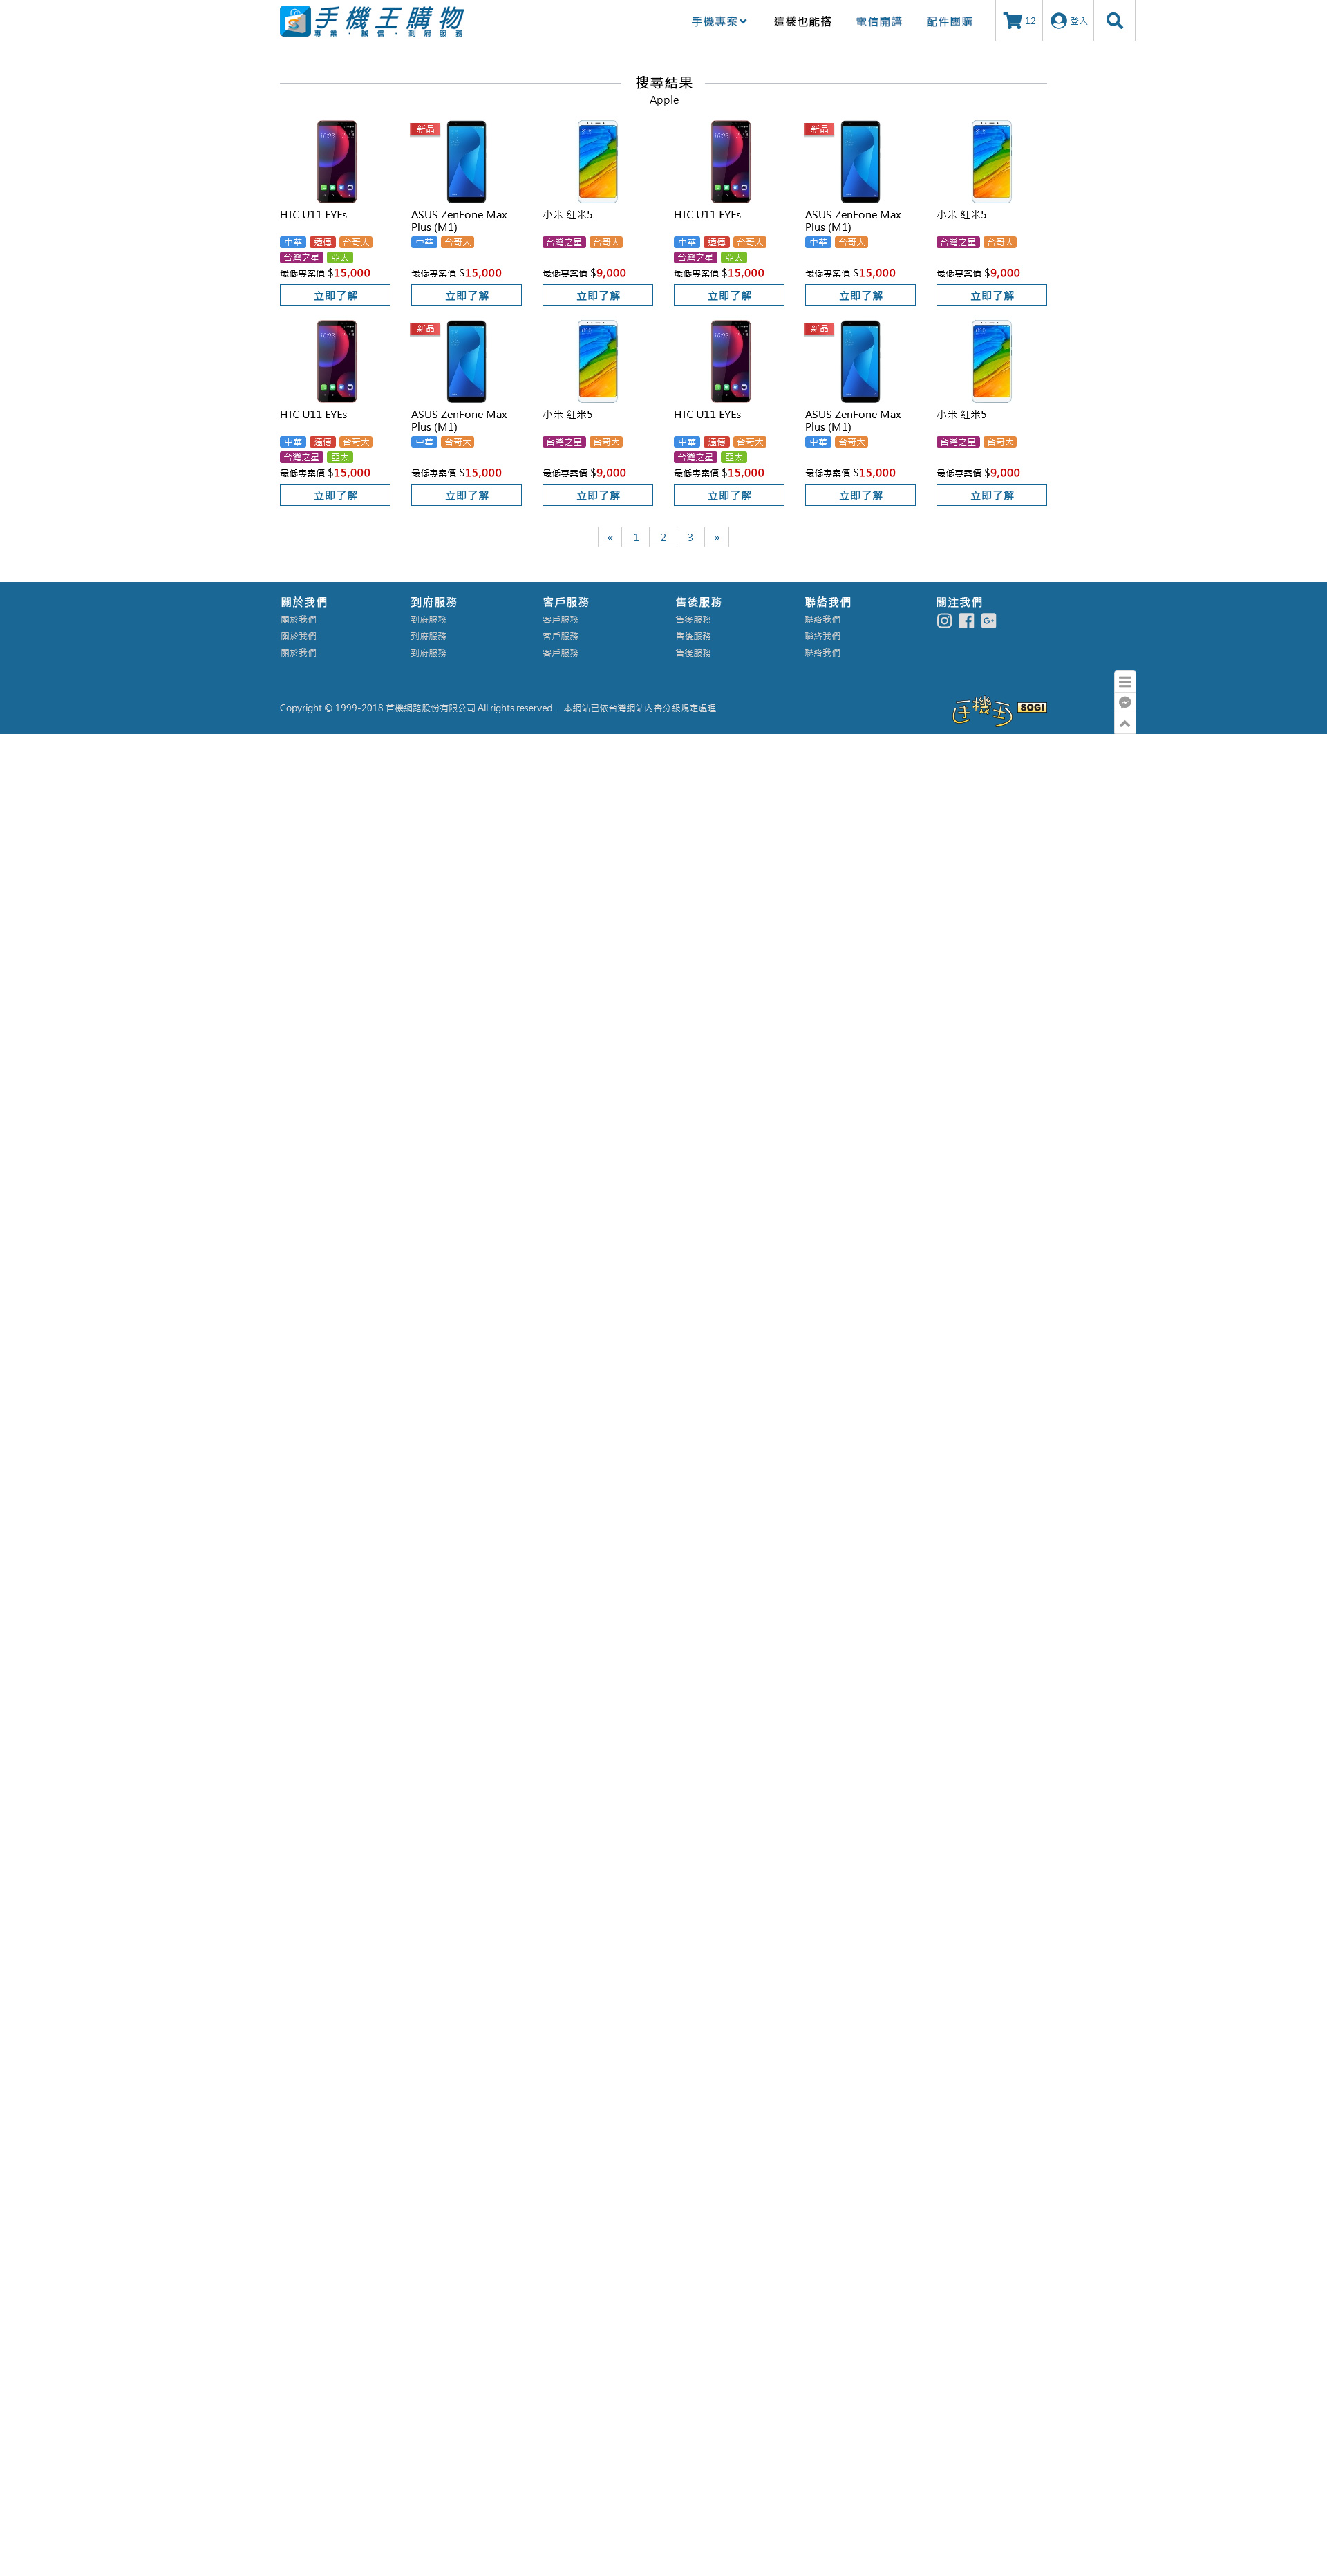 手機王購物
專業・誠信・到府服務
手機專案 這樣也能搭 電信開講 配件團購 12 登入
搜尋結果
Apple
新品 新品
HTC U11 EYEs ASUS ZenFone Max Plus (M1) 小米 紅米5 HTC U11 EYEs ASUS ZenFone Max Plus (M1) 小米 紅米5
中華 遠傳 台哥大 中華 台哥大 台灣之星 台哥大 中華 遠傳 台哥大 中華 台哥大 台灣之星 台哥大
台灣之星 亞太 台灣之星 亞太
最低專案價 $15,000 最低專案價 $15,000 最低專案價 $9,000 最低專案價 $15,000 最低專案價 $15,000 最低專案價 $9,000
立即了解 立即了解 立即了解 立即了解 立即了解 立即了解
新品 新品
HTC U11 EYEs ASUS ZenFone Max Plus (M1) 小米 紅米5 HTC U11 EYEs ASUS ZenFone Max Plus (M1) 小米 紅米5
中華 遠傳 台哥大 中華 台哥大 台灣之星 台哥大 中華 遠傳 台哥大 中華 台哥大 台灣之星 台哥大
台灣之星 亞太 台灣之星 亞太
最低專案價 $15,000 最低專案價 $15,000 最低專案價 $9,000 最低專案價 $15,000 最低專案價 $15,000 最低專案價 $9,000
立即了解 立即了解 立即了解 立即了解 立即了解 立即了解
« 1 2 3 »
關於我們 到府服務 客戶服務 售後服務 聯絡我們 關注我們
關於我們 到府服務 客戶服務 售後服務 聯絡我們
關於我們 到府服務 客戶服務 售後服務 聯絡我們
關於我們 到府服務 客戶服務 售後服務 聯絡我們
Copyright © 1999-2018 首機網路股份有限公司 All rights reserved. 本網站已依台灣網站內容分級規定處理
手機王 SOGI